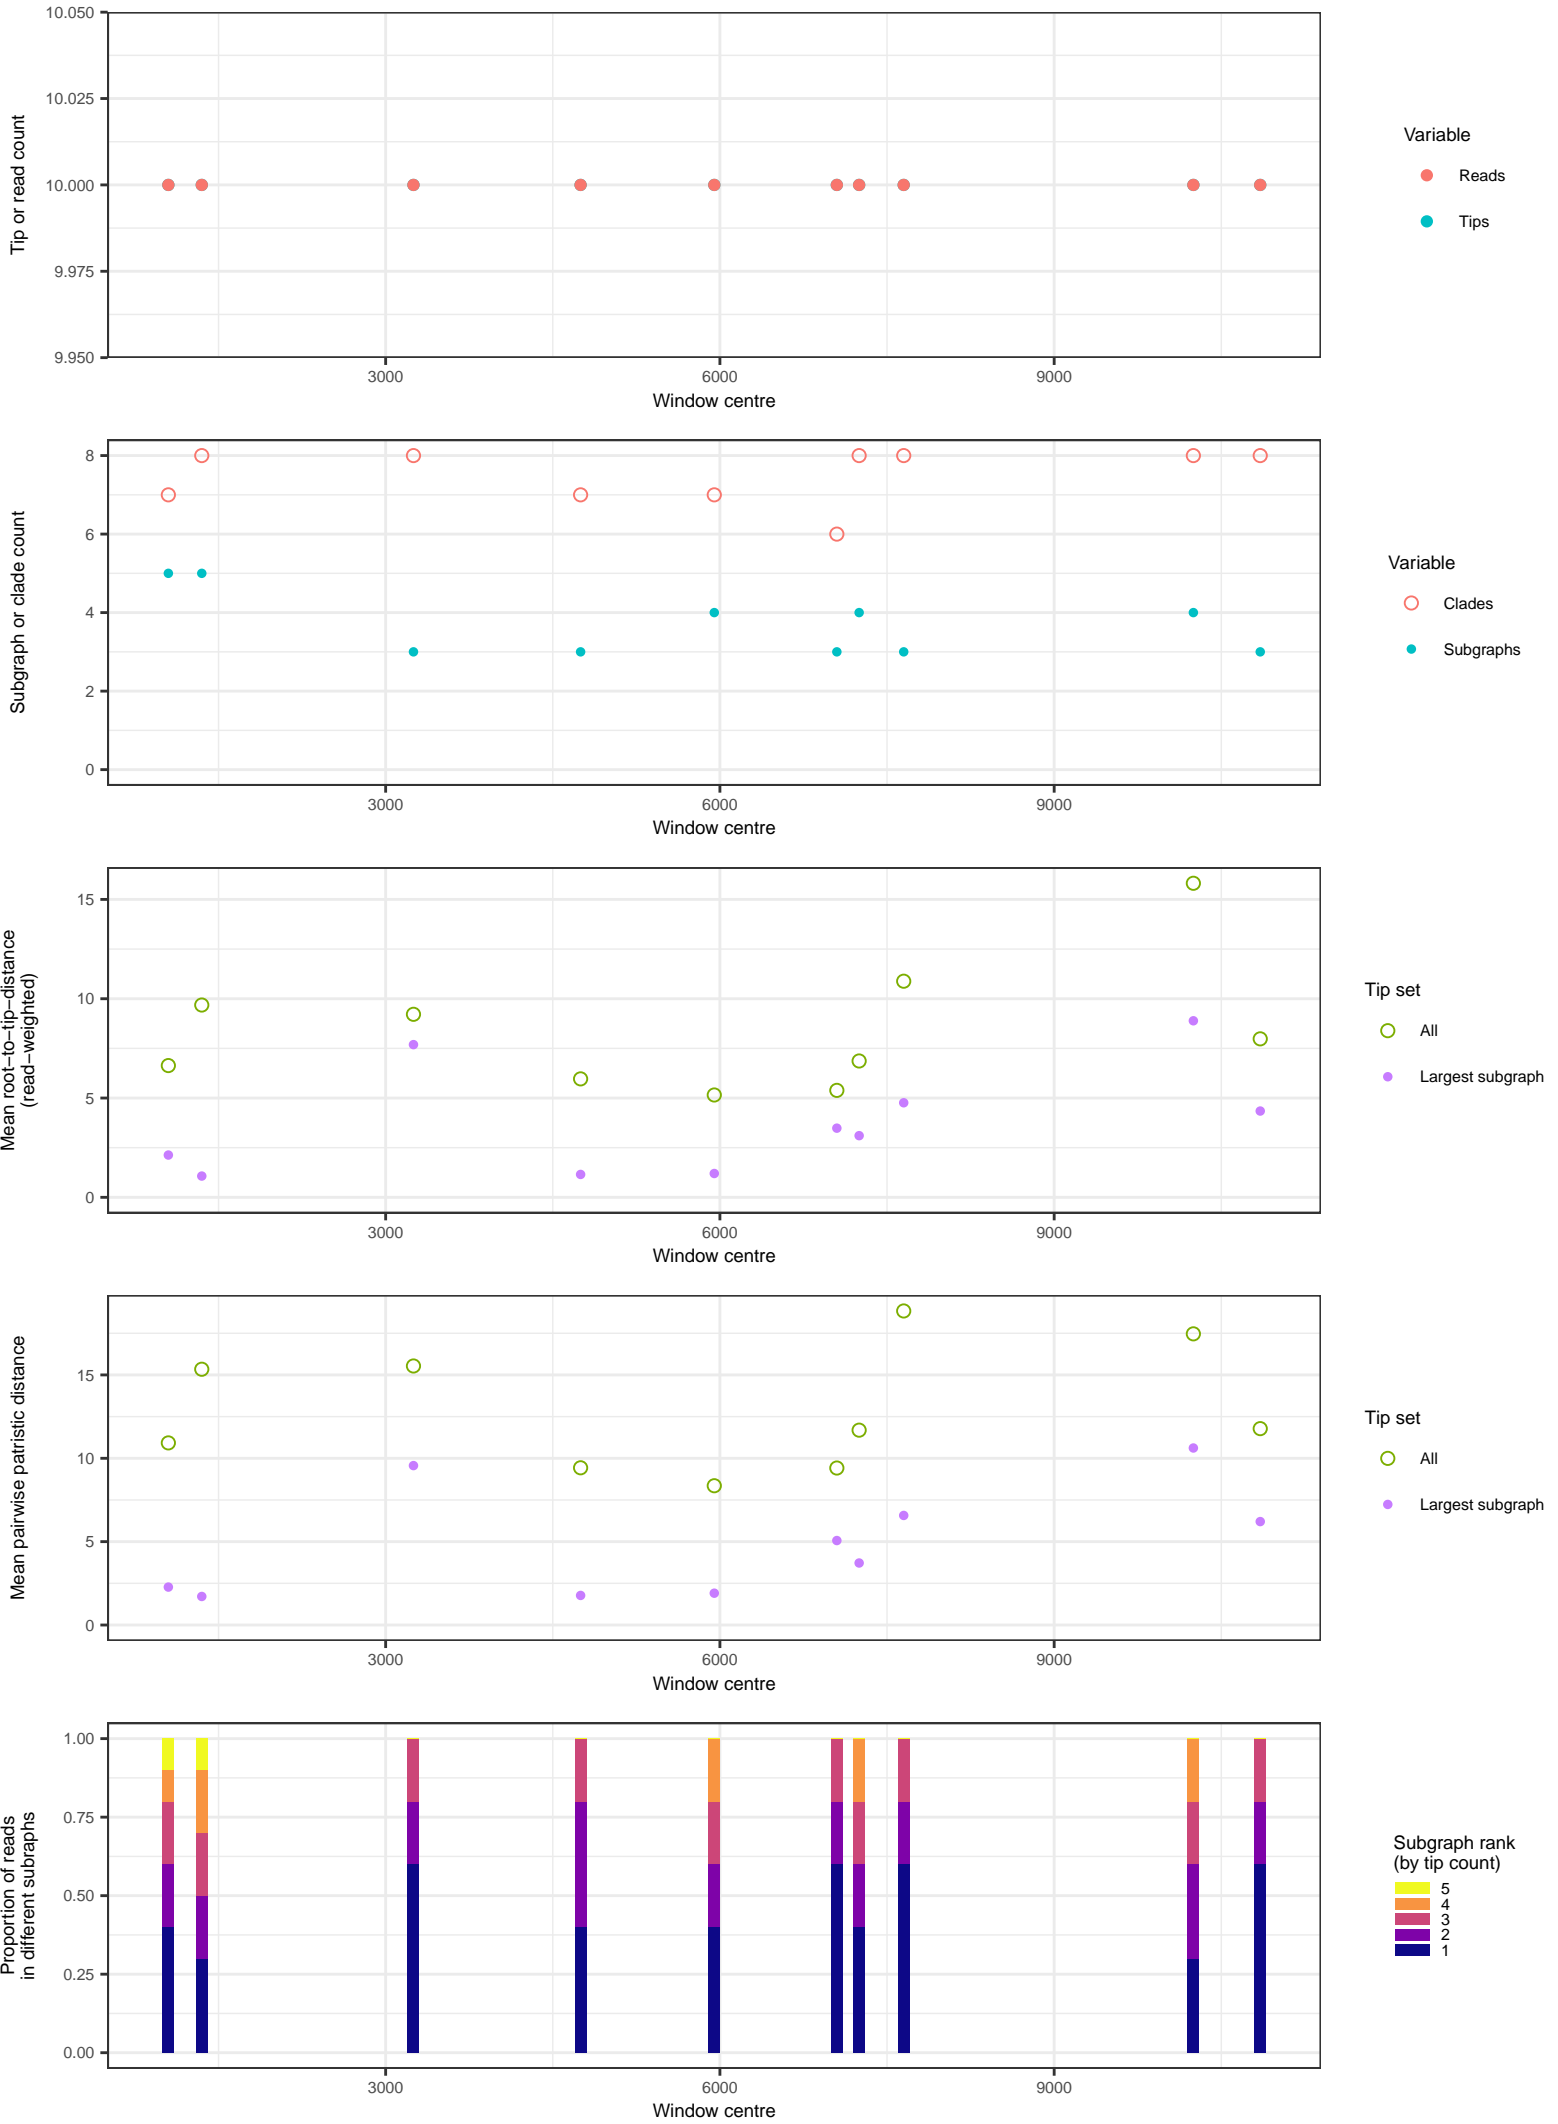 10.050
10.025
10.000
9.975
9.950
Tip or read count
3000
6000
9000
Window centre
Variable
Reads
Tips
8
6
4
2
0
Subgraph or clade count
3000
6000
9000
Window centre
Variable
Clades
Subgraphs
15
10
5
0
Mean root−to−tip−distance
(read−weighted)
3000
6000
9000
Window centre
Tip set
All
Largest subgraph
15
10
5
0
Mean pairwise patristic distance
3000
6000
9000
Window centre
Tip set
All
Largest subgraph
1.00
0.75
0.50
0.25
0.00
Proportion of reads
in different subraphs
3000
6000
9000
Window centre
Subgraph rank
(by tip count)
5
4
3
2
1